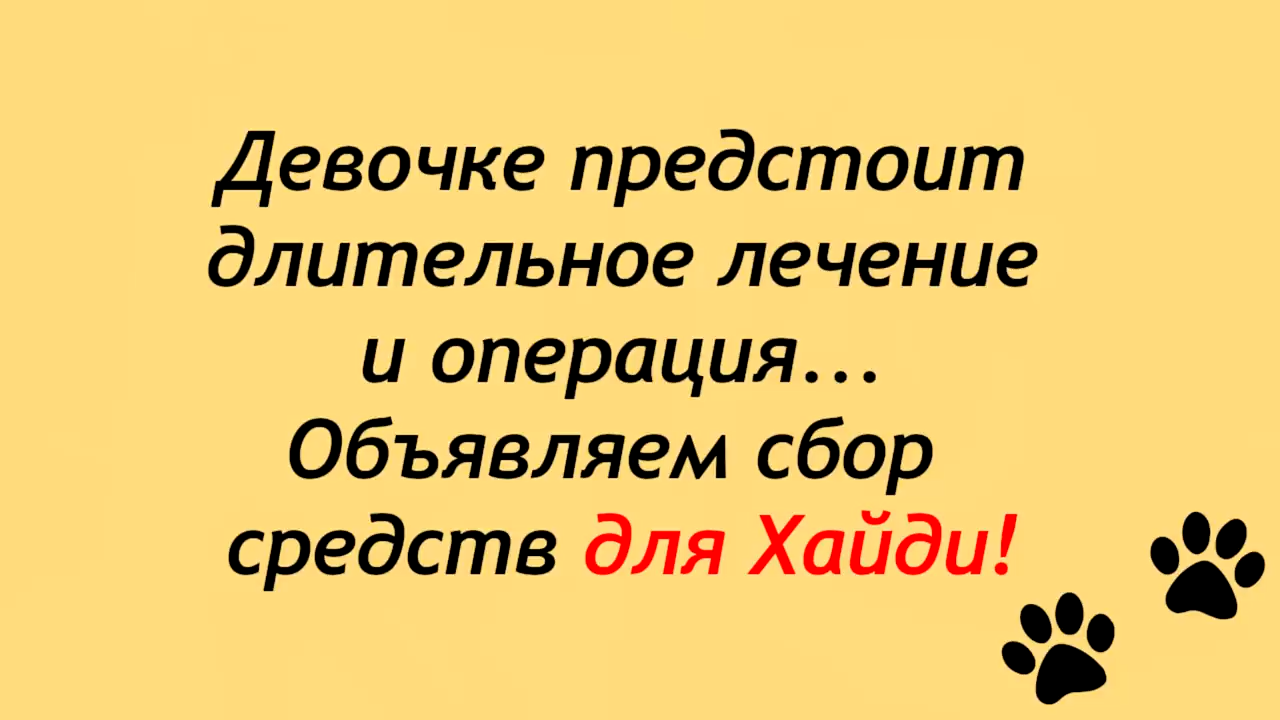 Девочке предстоит
длительное лечение
и операция...
Объявляем сбор
средств для Хайди!